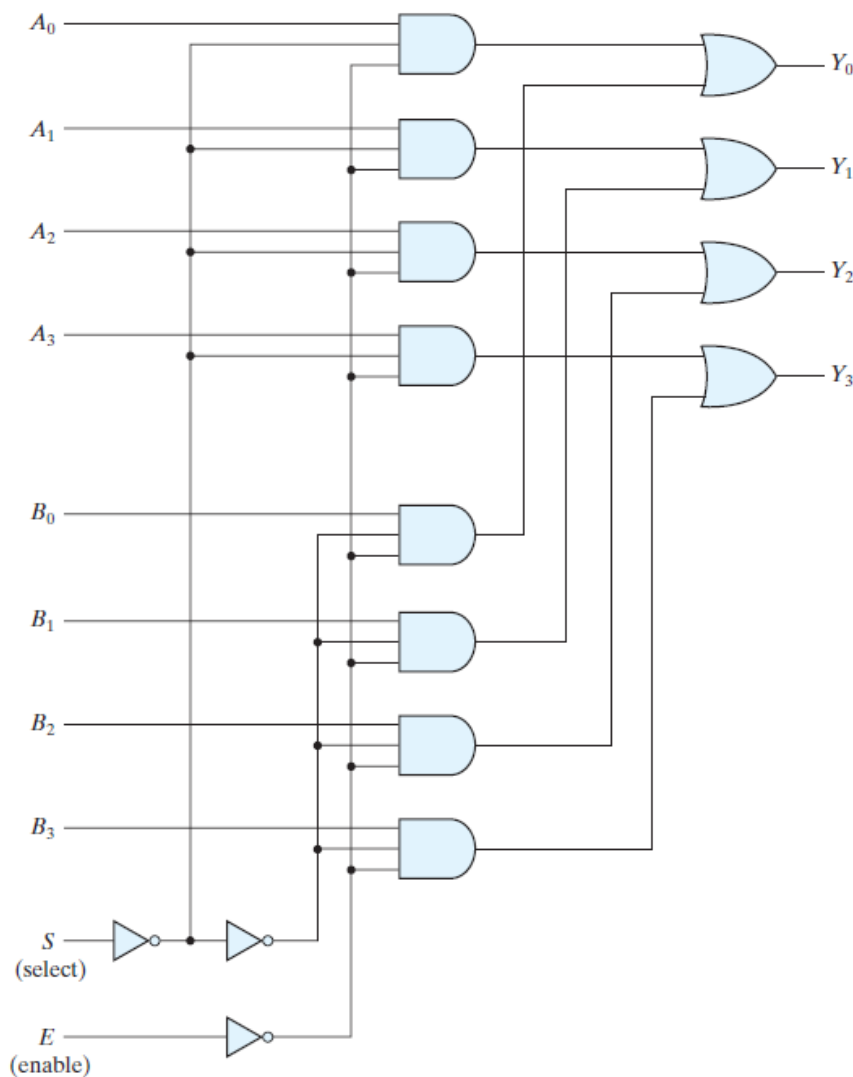 A₀
Y₀
A₁
Y₁
A₂
Y₂
A₃
Y₃
B₀
B₁
B₂
B₃
S
(select)
E
(enable)